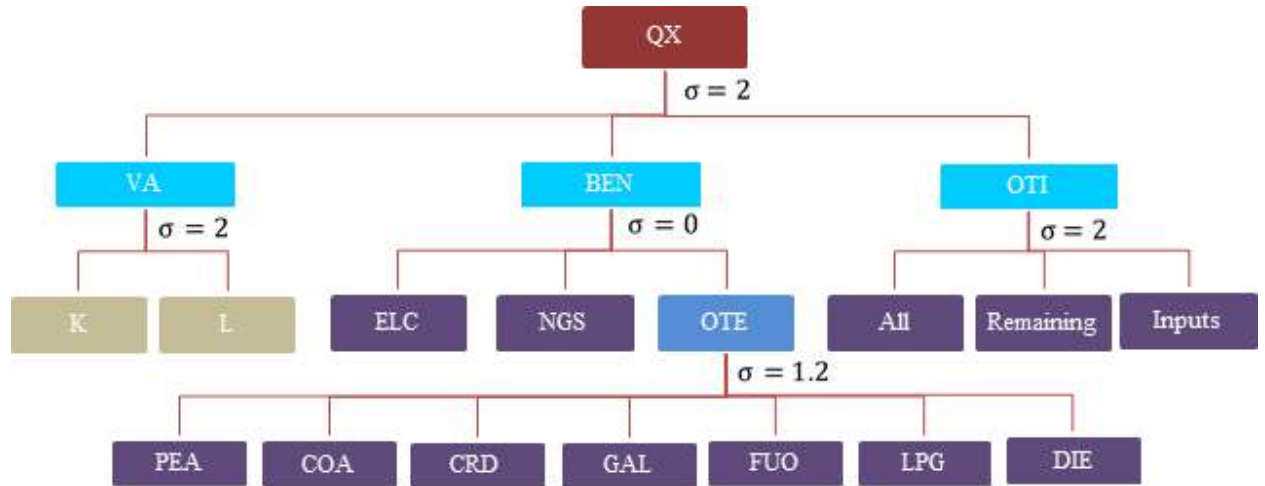 QX
σ = 2
VA
BEN
OTI
σ = 2
σ = 0
σ = 2
K
L
ELC
NGS
OTE
All
Remaining
Inputs
σ = 1.2
PEA
COA
CRD
GAL
FUO
LPG
DIE